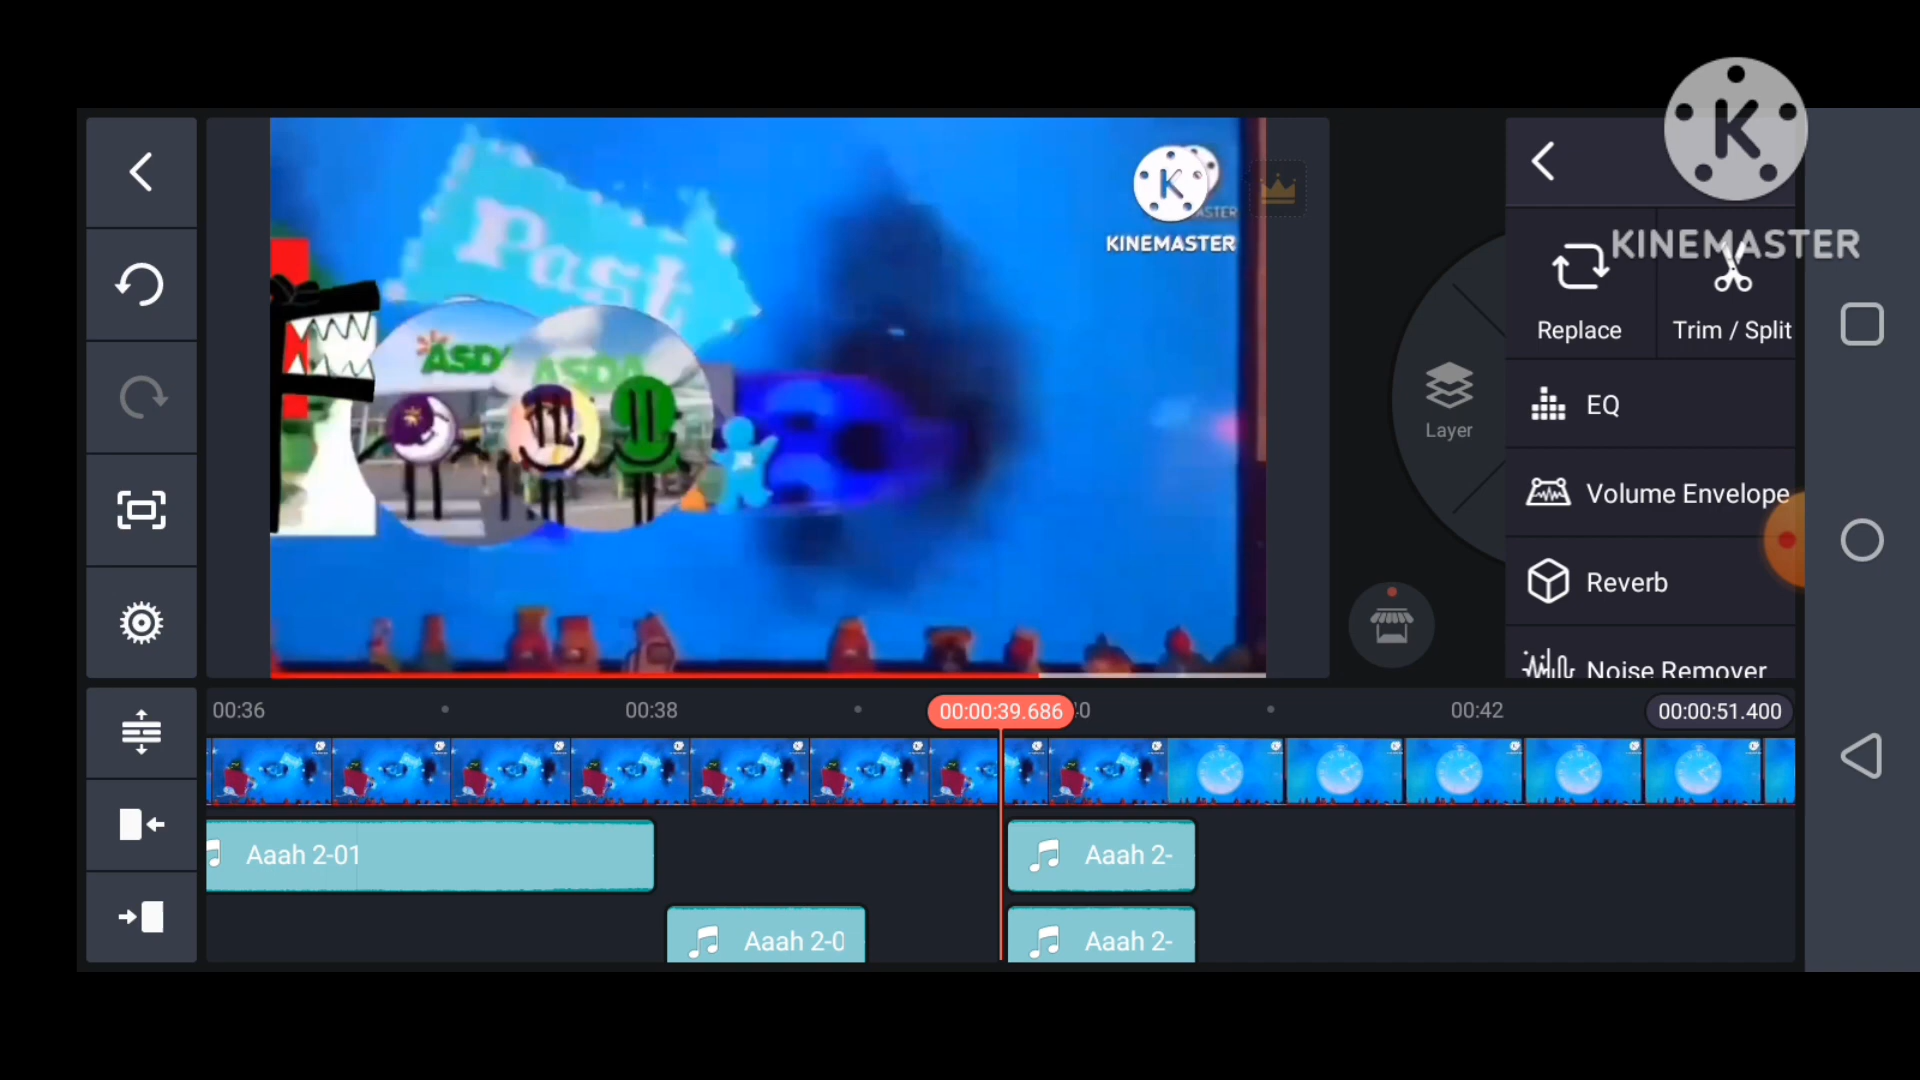 Past
ASDA
ASDA
KINEMASTER
KINEMASTER
Layer
Replace
Trim / Split
EQ
Volume Envelope
Reverb
Noise Remover
00:36
00:38
00:00:39.686
00:42
00:00:51.400
Aaah 2-01
Aaah 2-
Aaah 2-0
Aaah 2-